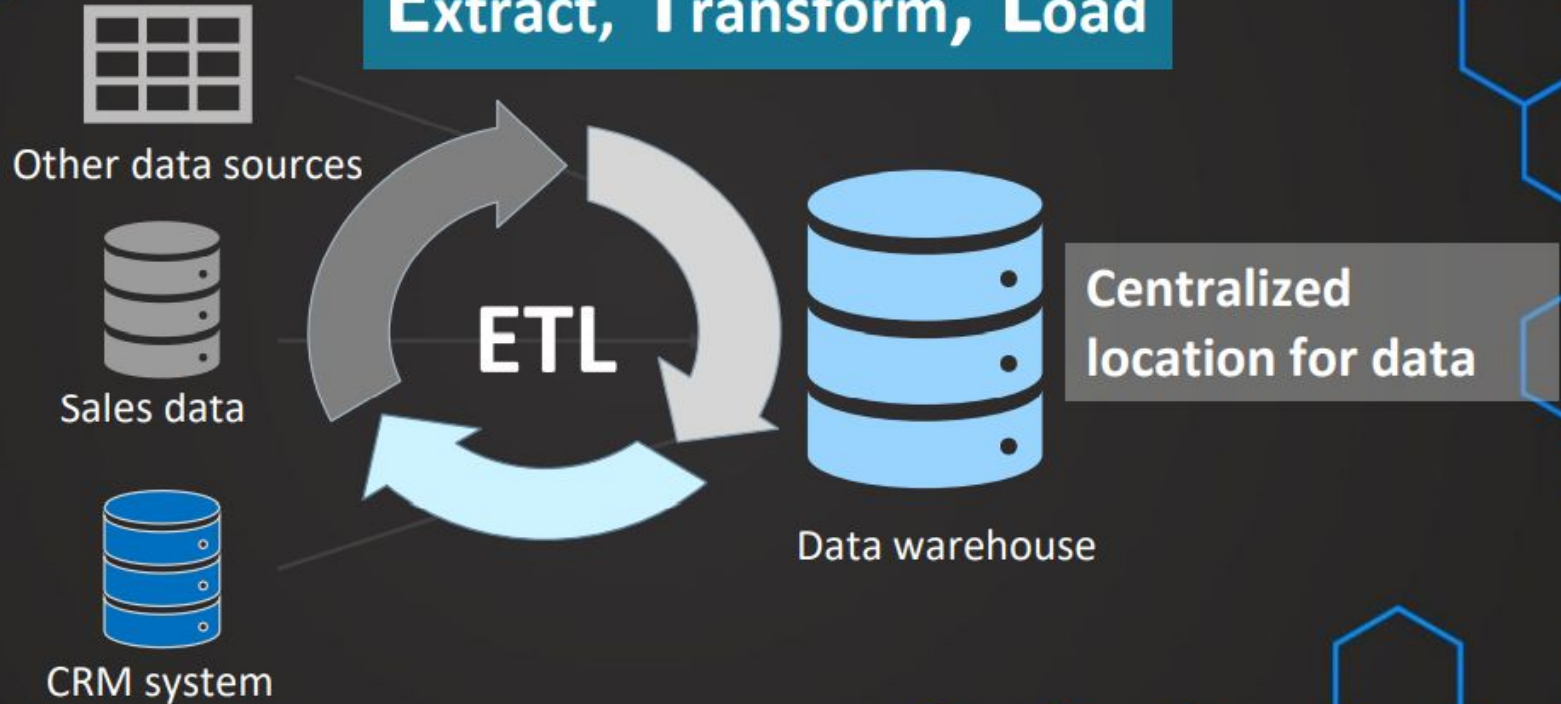 Extract, Transform, Load
Other data sources
Sales data
CRM system
ETL
Data warehouse
Centralized
location for data